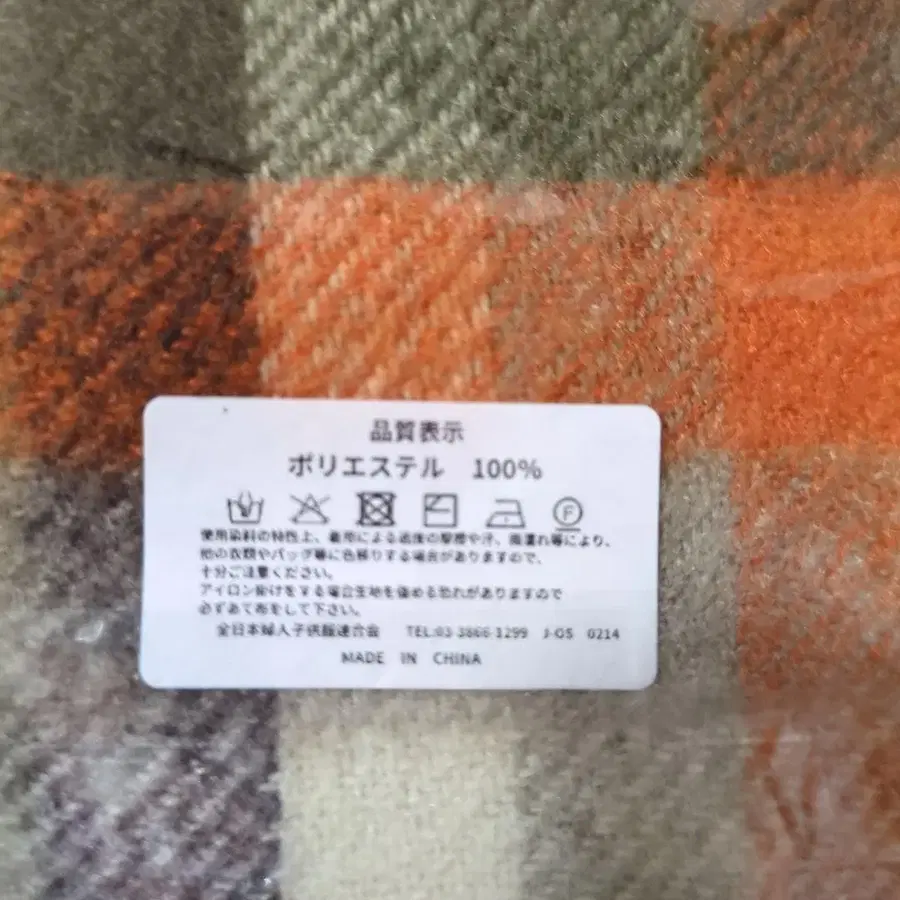 品質表示
ポリエステル 100%
F
使用染料の特性上、着用による過度の摩擦や汗、雨濡れ等により、
他の衣類やバッグ等に色移りする場合がありますので、
十分ご注意ください。
アイロン掛けをする場合生地を傷める恐れがありますので
必ずあて布をして下さい。
全日本婦人子供服連合会 TEL:03-3866-1299 J-05 0214
MADE IN CHINA